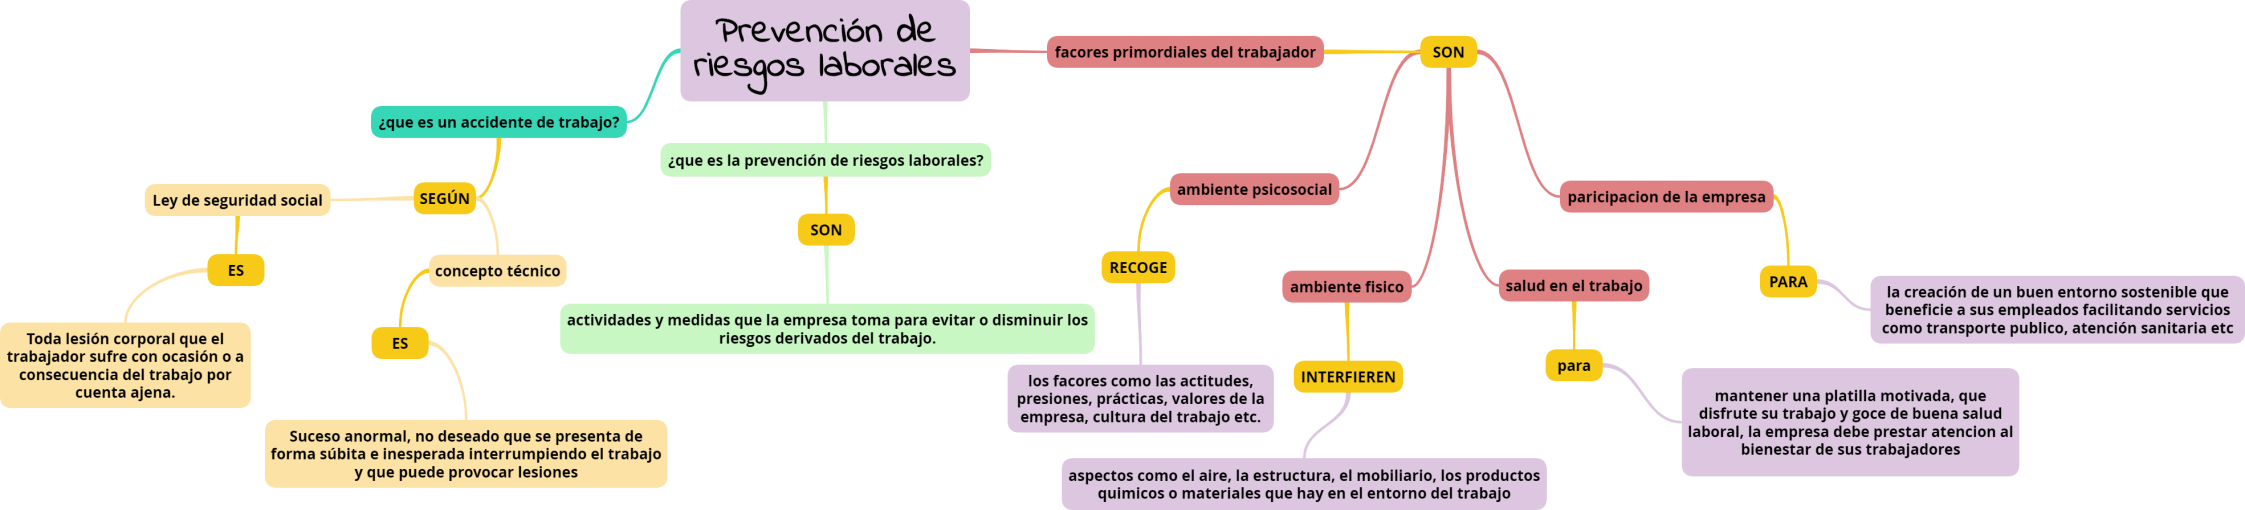 Prevención de
riesgos laborales
¿que es un accidente de trabajo?
SEGÚN
Ley de seguridad social
ES
Toda lesión corporal que el
trabajador sufre con ocasión o a
consecuencia del trabajo por
cuenta ajena.
concepto técnico
ES
Suceso anormal, no deseado que se presenta de
forma súbita e inesperada interrumpiendo el trabajo
y que puede provocar lesiones
¿que es la prevención de riesgos laborales?
SON
actividades y medidas que la empresa toma para evitar o disminuir los
riesgos derivados del trabajo.
facores primordiales del trabajador
SON
ambiente psicosocial
RECOGE
los facores como las actitudes,
presiones, prácticas, valores de la
empresa, cultura del trabajo etc.
ambiente fisico
INTERFIEREN
aspectos como el aire, la estructura, el mobiliario, los productos
quimicos o materiales que hay en el entorno del trabajo
salud en el trabajo
para
mantener una platilla motivada, que
disfrute su trabajo y goce de buena salud
laboral, la empresa debe prestar atencion al
bienestar de sus trabajadores
paricipacion de la empresa
PARA
la creación de un buen entorno sostenible que
beneficie a sus empleados facilitando servicios
como transporte publico, atención sanitaria etc